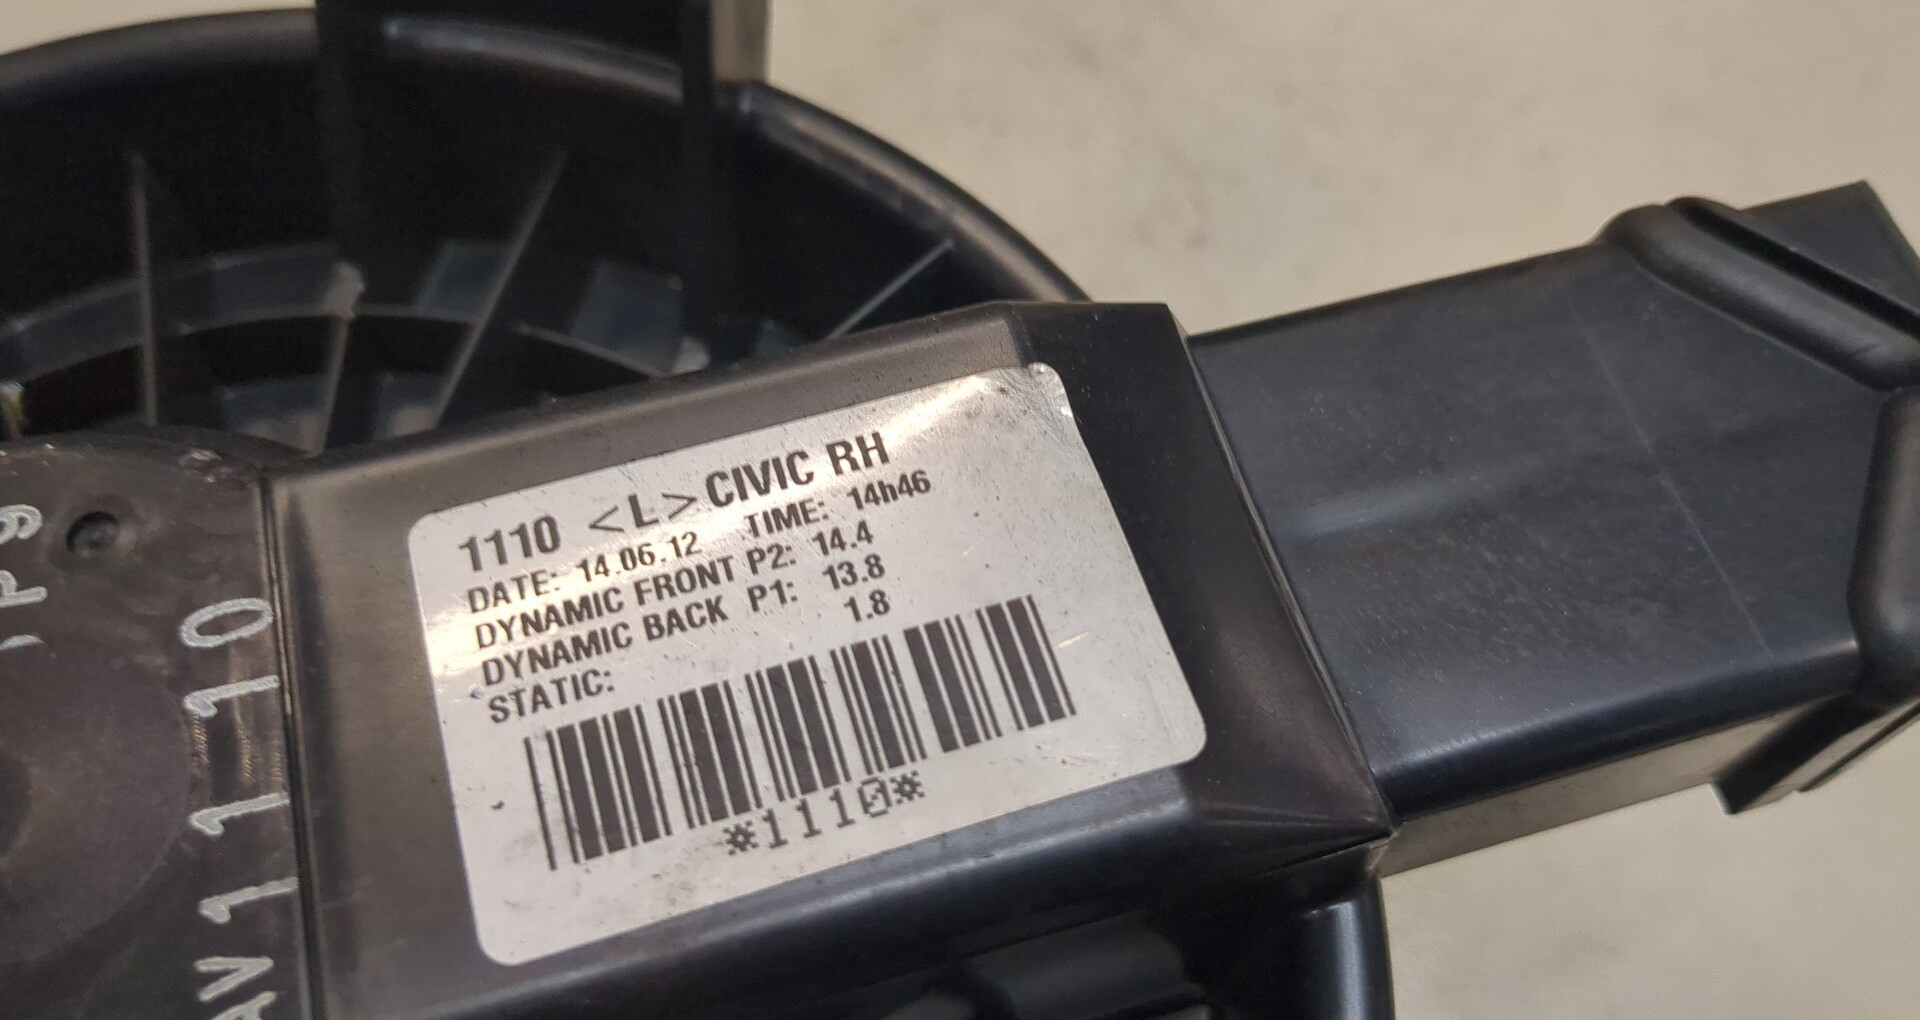 1110 <L> CIVIC RH
DATE: 14.06.12 TIME: 14h46
DYNAMIC FRONT P2: 14.4
DYNAMIC BACK P1: 13.8
STATIC: 1.8
*1110*
AV1110